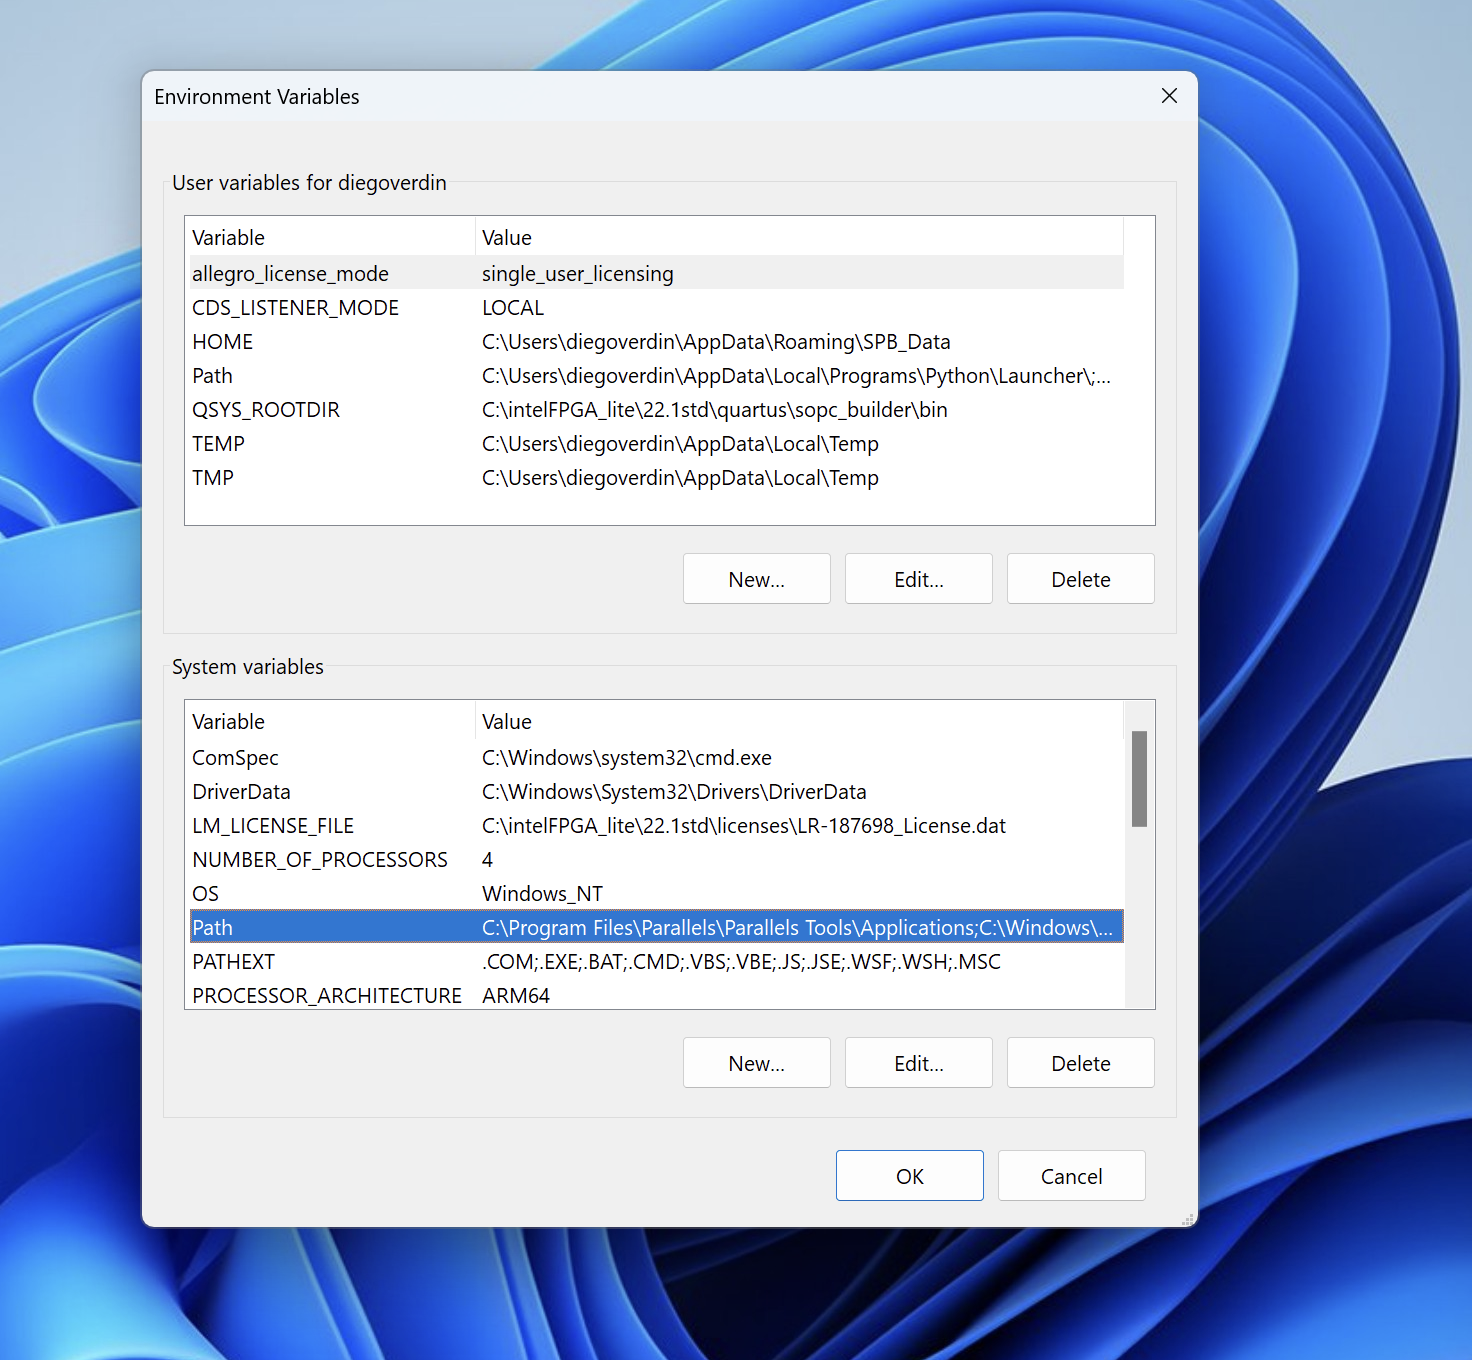 Environment Variables
User variables for diegoverdin
Variable Value
allegro_license_mode single_user_licensing
CDS_LISTENER_MODE LOCAL
HOME C:\Users\diegoverdin\AppData\Roaming\SPB_Data
Path C:\Users\diegoverdin\AppData\Local\Programs\Python\Launcher\;...
QSYS_ROOTDIR C:\intelFPGA_lite\22.1std\quartus\sopc_builder\bin
TEMP C:\Users\diegoverdin\AppData\Local\Temp
TMP C:\Users\diegoverdin\AppData\Local\Temp
New... Edit... Delete
System variables
Variable Value
ComSpec C:\Windows\system32\cmd.exe
DriverData C:\Windows\System32\Drivers\DriverData
LM_LICENSE_FILE C:\intelFPGA_lite\22.1std\licenses\LR-187698_License.dat
NUMBER_OF_PROCESSORS 4
OS Windows_NT
Path C:\Program Files\Parallels\Parallels Tools\Applications;C:\Windows\...
PATHEXT .COM;.EXE;.BAT;.CMD;.VBS;.VBE;.JS;.JSE;.WSF;.WSH;.MSC
PROCESSOR_ARCHITECTURE ARM64
New... Edit... Delete
OK Cancel